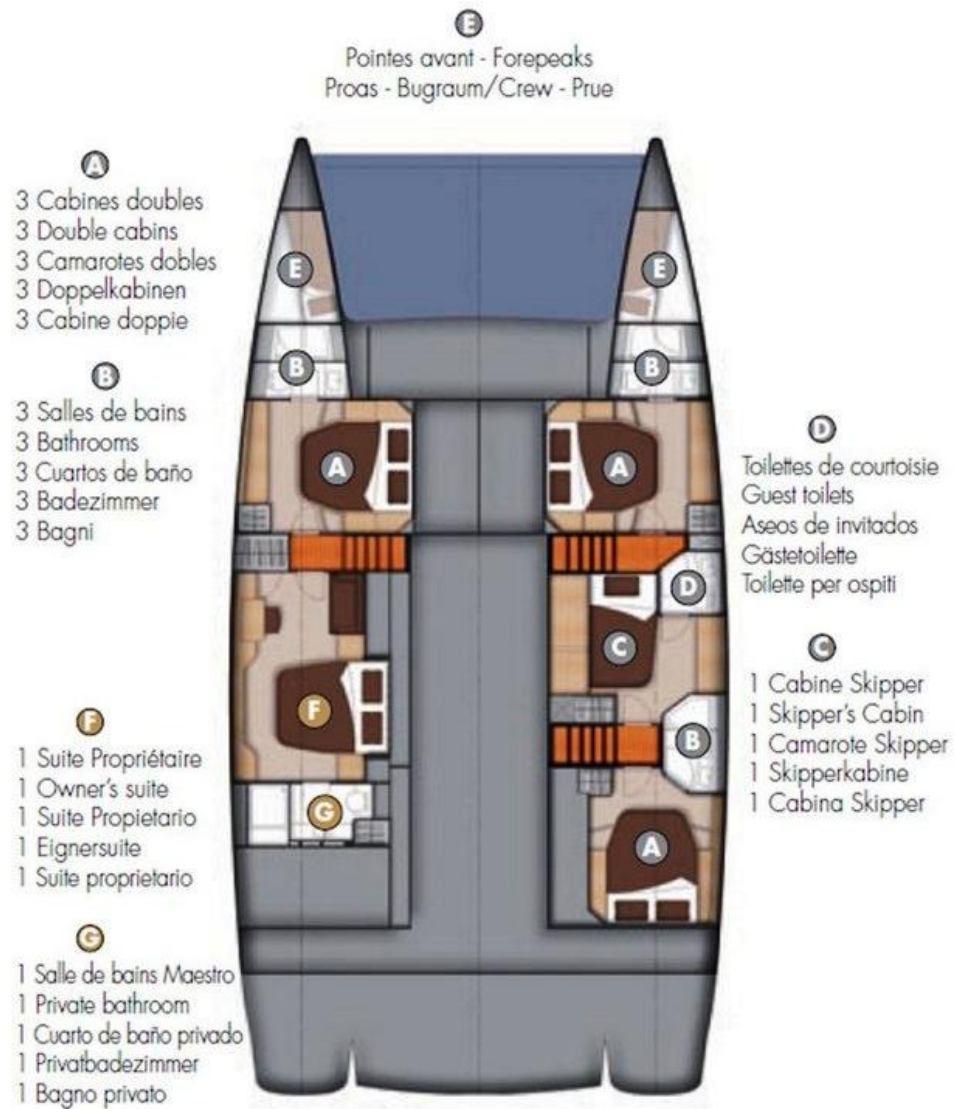 E
Pointes avant - Forepeaks
Proas - Bugraum/Crew - Prue
A
3 Cabines doubles
3 Double cabins
3 Camarotes dobles
3 Doppelkabinen
3 Cabine doppie
B
3 Salles de bains
3 Bathrooms
3 Cuartos de baño
3 Badezimmer
3 Bagni
F
1 Suite Propriétaire
1 Owner's suite
1 Suite Propietario
1 Eignersuite
1 Suite proprietario
G
1 Salle de bains Maestro
1 Private bathroom
1 Cuarto de baño privado
1 Privatbadezimmer
1 Bagno privato
E
E
B
B
A
A
D
C
F
B
G
A
D
Toilettes de courtoisie
Guest toilets
Aseos de invitados
Gästetoilette
Toilette per ospiti
C
1 Cabine Skipper
1 Skipper's Cabin
1 Camarote Skipper
1 Skipperkabine
1 Cabina Skipper